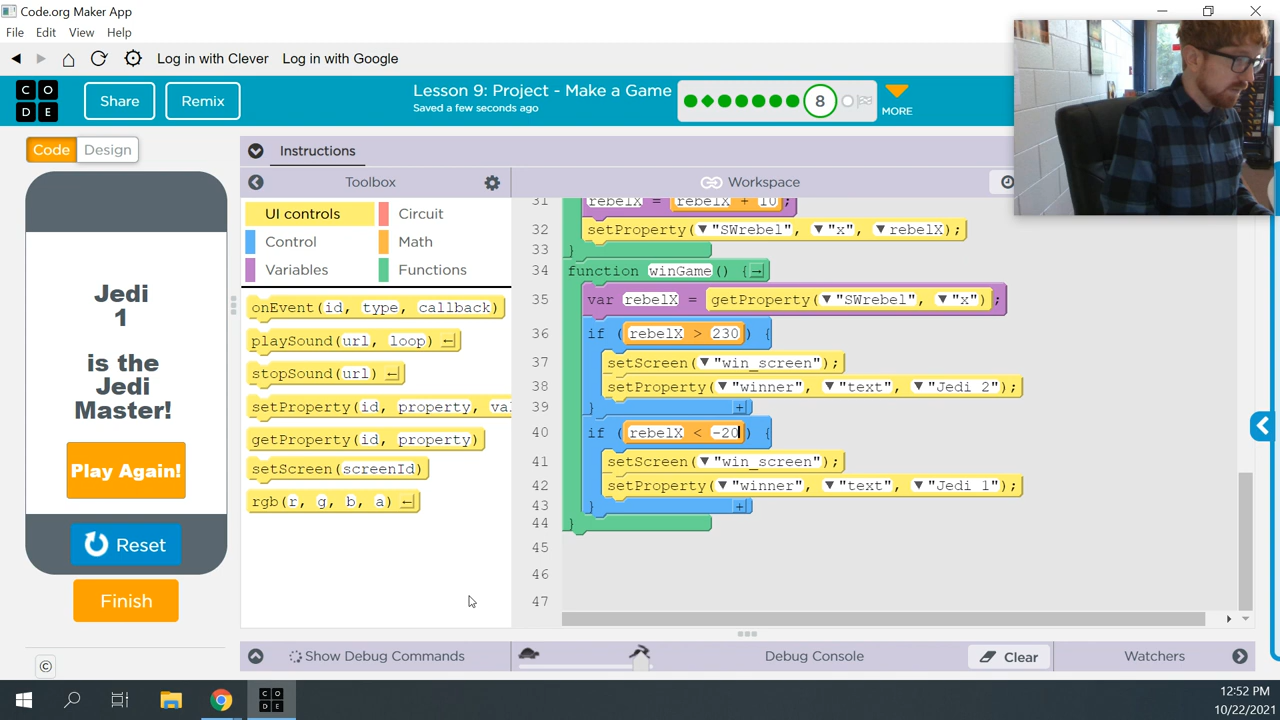 Code.org Maker App
File Edit View Help
Log in with Clever Log in with Google
CO
DE
Share
Remix
Lesson 9: Project - Make a Game
Saved a few seconds ago
8
MORE
Code
Design
Instructions
Toolbox
Workspace
UI controls
Circuit
Control
Math
Variables
Functions
onEvent(id, type, callback)
playSound(url, loop)
stopSound(url)
setProperty(id, property, va
getProperty(id, property)
setScreen(screenId)
rgb(r, g, b, a)
Jedi
1
is the
Jedi
Master!
Play Again!
Reset
Finish
©
31 rebelX = rebelX + 10;
32 setProperty("SWrebel", "x", rebelX);
33 }
34 function winGame() {
35 var rebelX = getProperty("SWrebel", "x");
36 if (rebelX > 230) {
37 setScreen("win_screen");
38 setProperty("winner", "text", "Jedi 2");
39 }
40 if (rebelX < -20) {
41 setScreen("win_screen");
42 setProperty("winner", "text", "Jedi 1");
43 }
44 }
45
46
47
Show Debug Commands
Debug Console
Clear
Watchers
CO
DE
12:52 PM
10/22/2021